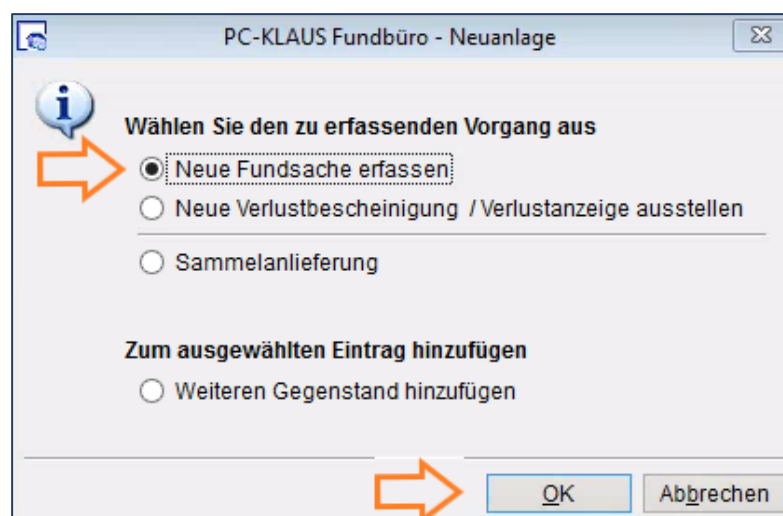 PC-KLAUS Fundbüro - Neuanlage
Wählen Sie den zu erfassenden Vorgang aus
Neue Fundsache erfassen
Neue Verlustbescheinigung / Verlustanzeige ausstellen
Sammelanlieferung
Zum ausgewählten Eintrag hinzufügen
Weiteren Gegenstand hinzufügen
OK Abbrechen